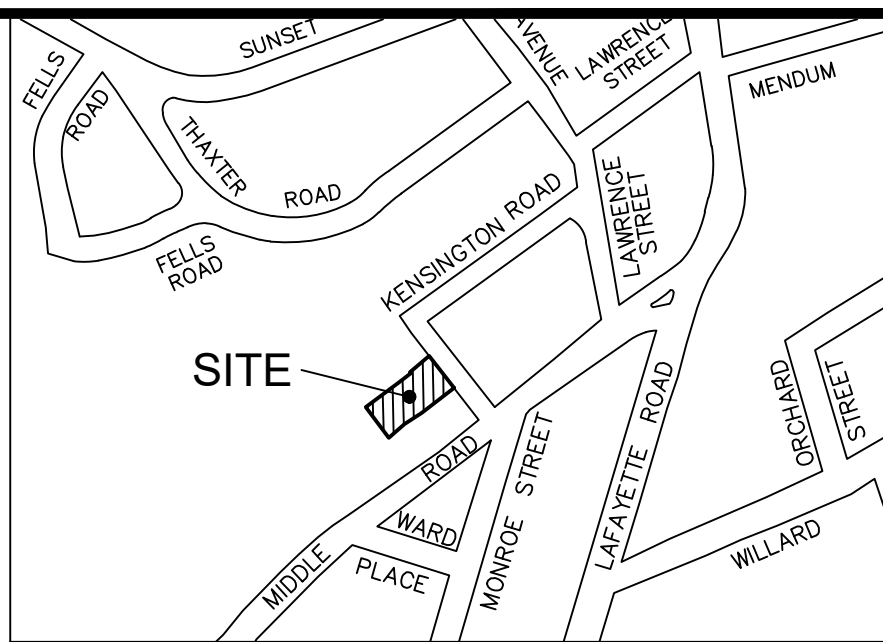 SUNSET
AVENUE
LAWRENCE
STREET
MENDUM
FELLS
ROAD
THAXTER
ROAD
FELLS
ROAD
KENSINGTON ROAD
LAWRENCE
STREET
SITE
ORCHARD
STREET
ROAD
MIDDLE
WARD
PLACE
MONROE STREET
LAFAYETTE ROAD
WILLARD